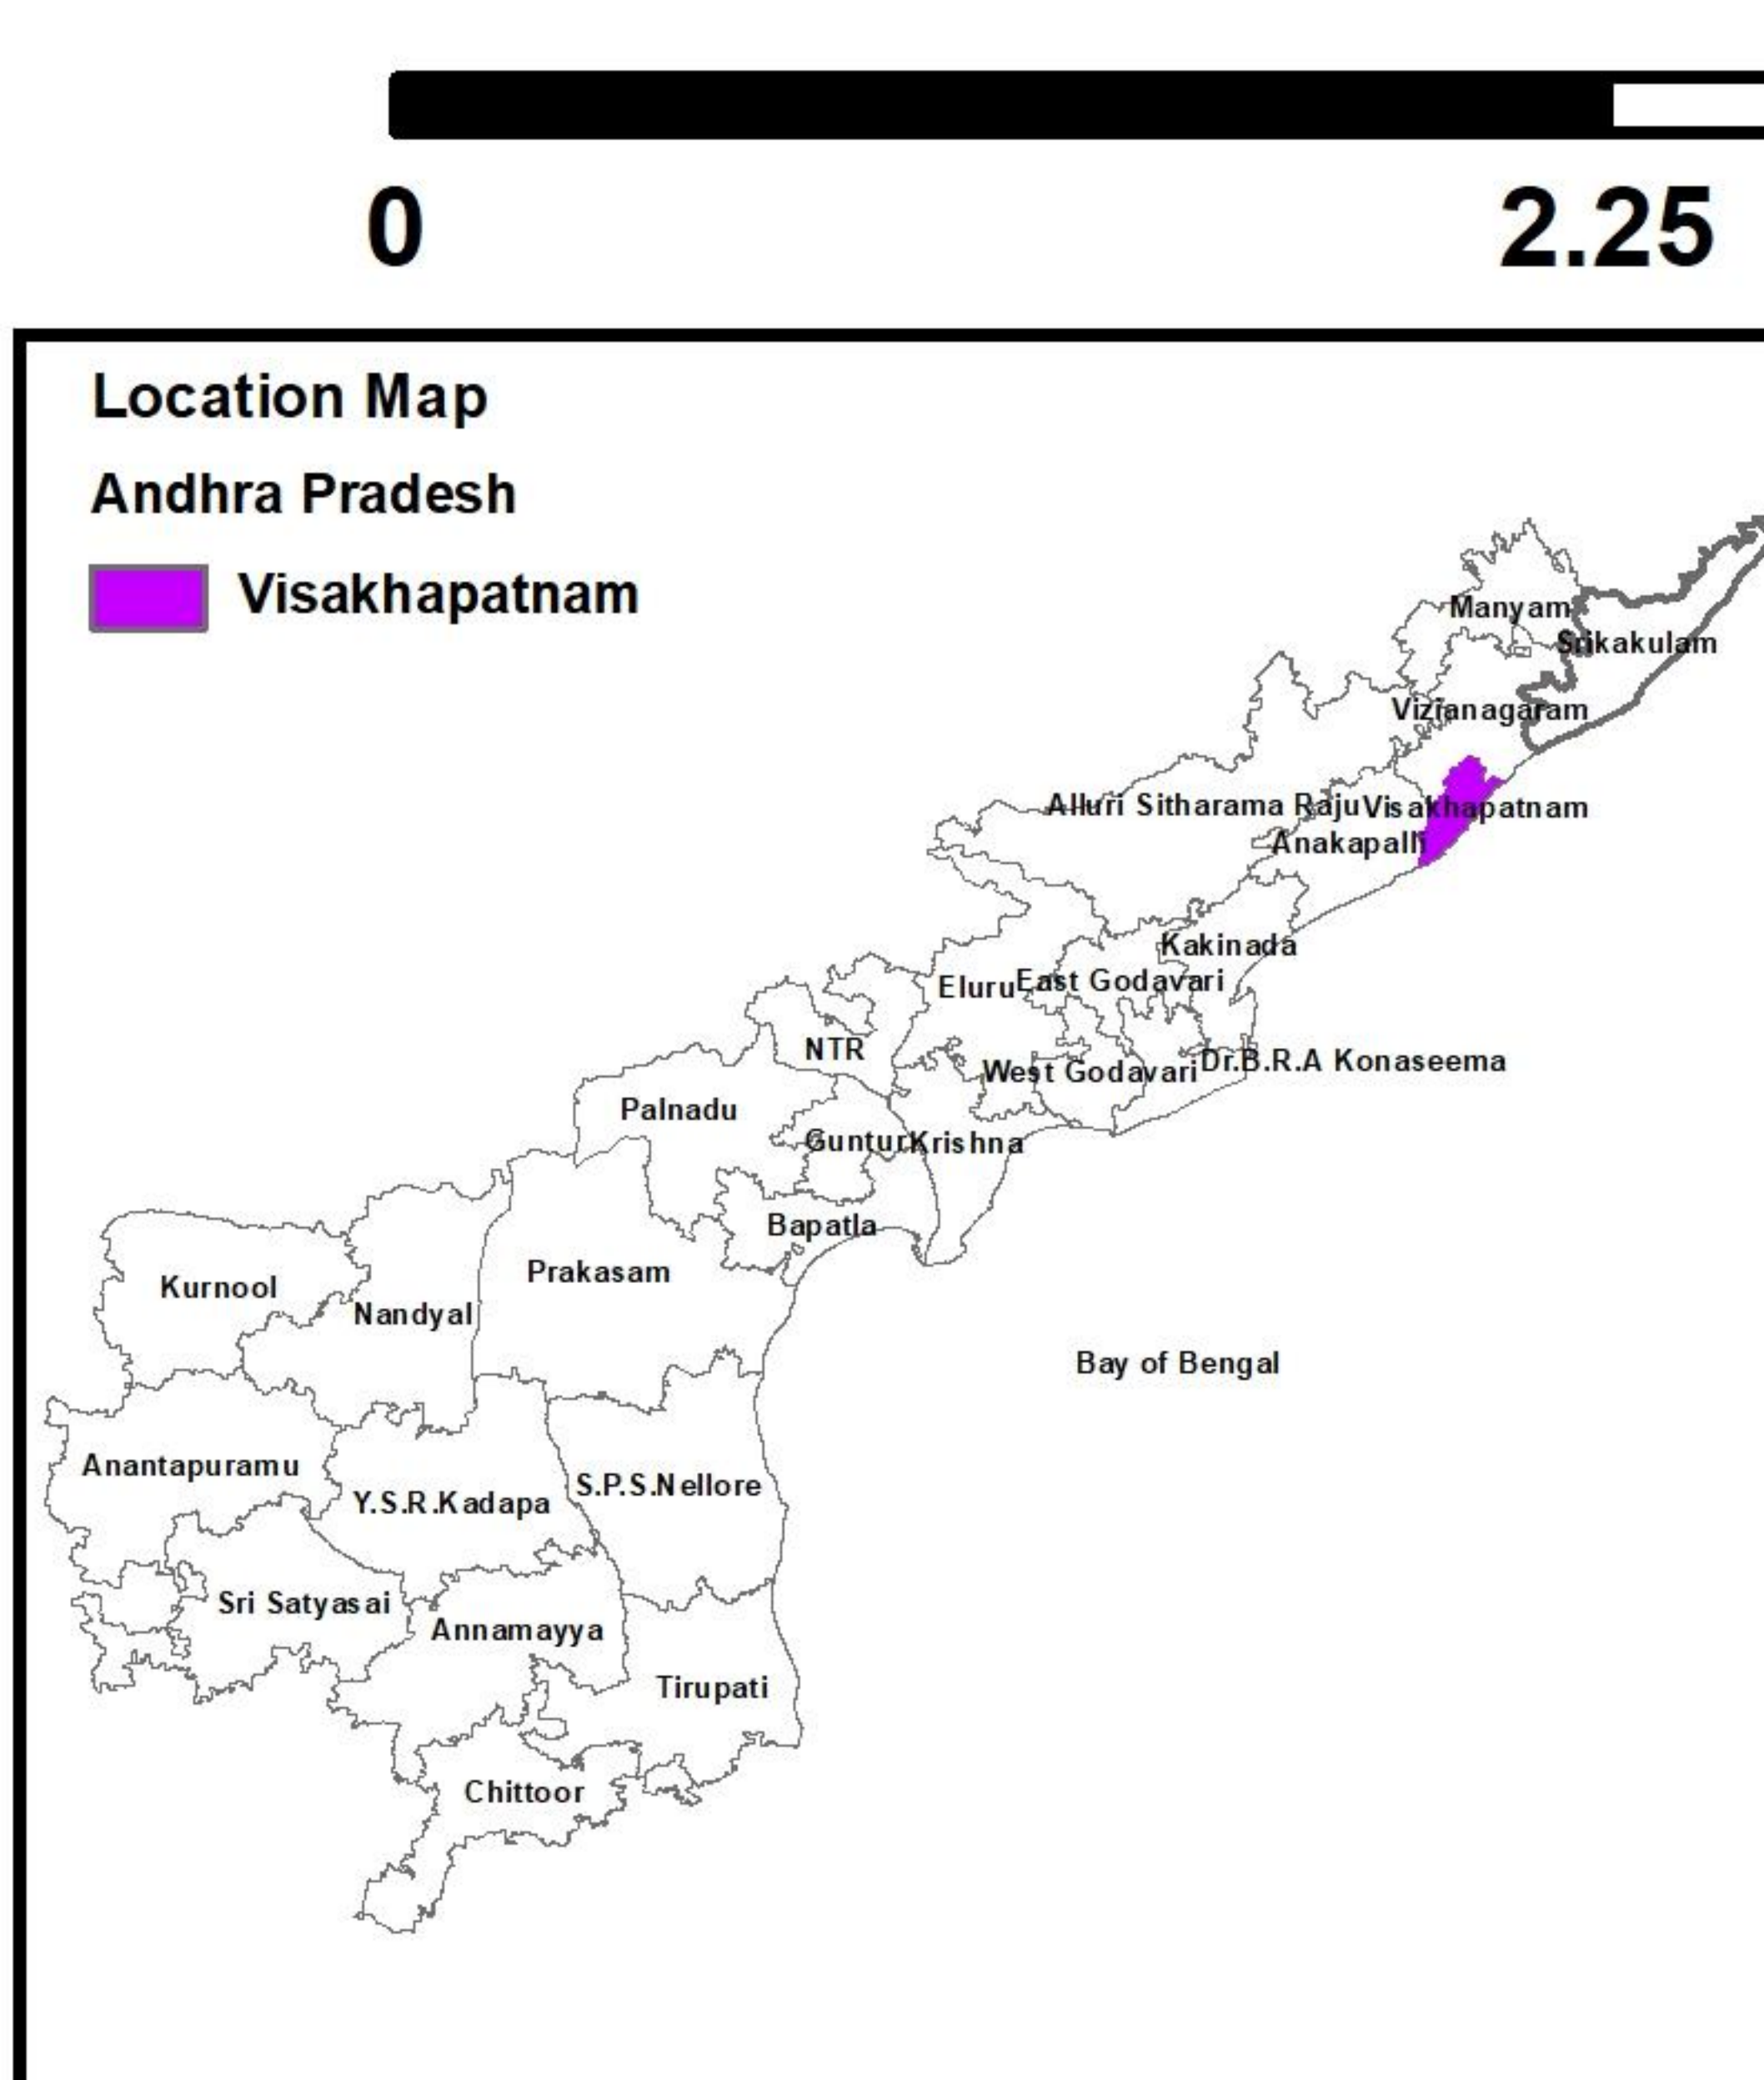 0 2.25
Location Map
Andhra Pradesh
Visakhapatnam
Manyam
Srikakulam
Vizianagaram
Alluri Sitharama Raju
Visakhapatnam
Anakapalli
Kakinada
East Godavari
Eluru
NTR
Dr.B.R.A Konaseema
West Godavari
Palnadu
Guntur
Krishna
Bapatla
Prakasam
Kurnool
Nandyal
Bay of Bengal
Anantapuramu
S.P.S.Nellore
Y.S.R.Kadapa
Sri Satyasai
Annamayya
Tirupati
Chittoor